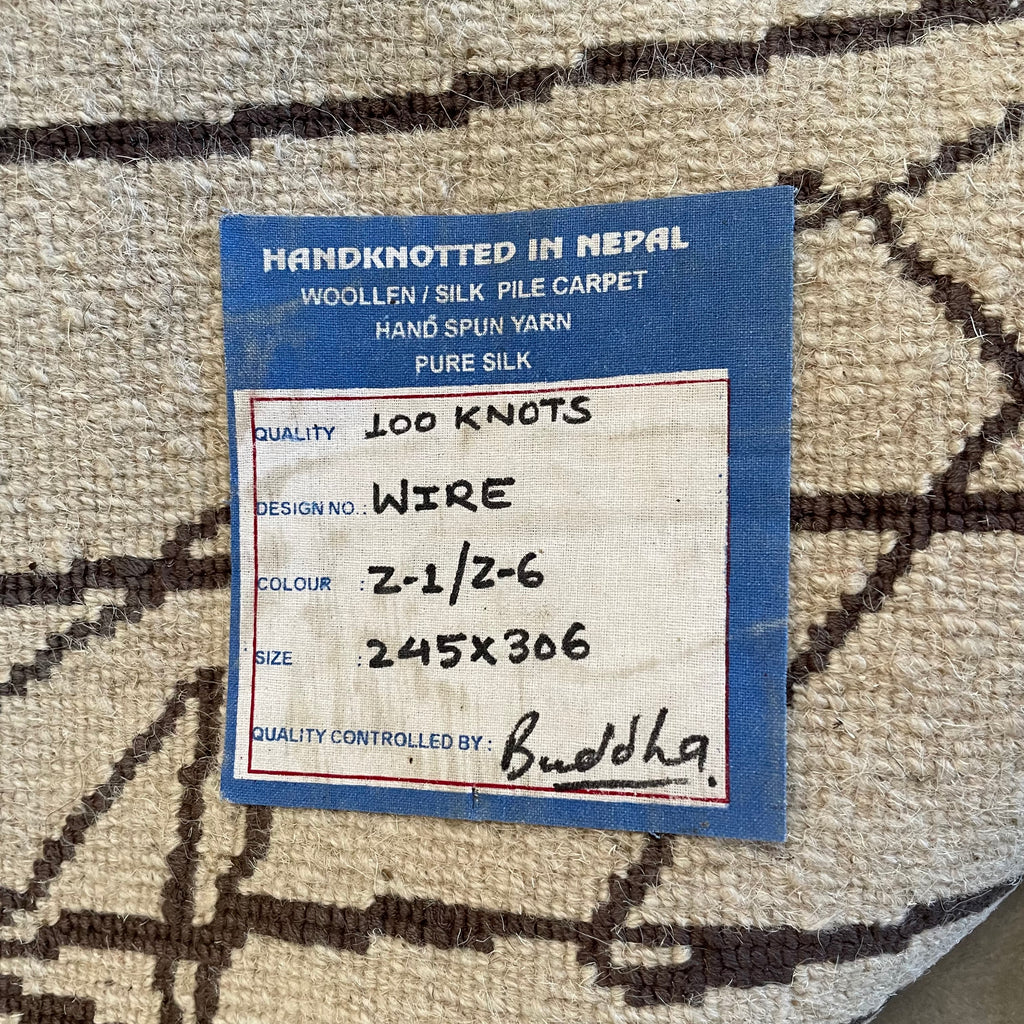 HANDKNOTTED IN NEPAL
WOOLLEN / SILK PILE CARPET
HAND SPUN YARN
PURE SILK
QUALITY 100 KNOTS
DESIGN NO.: WIRE
COLOUR : Z-1/Z-6
SIZE : 245X306
QUALITY CONTROLLED BY: Buddha.